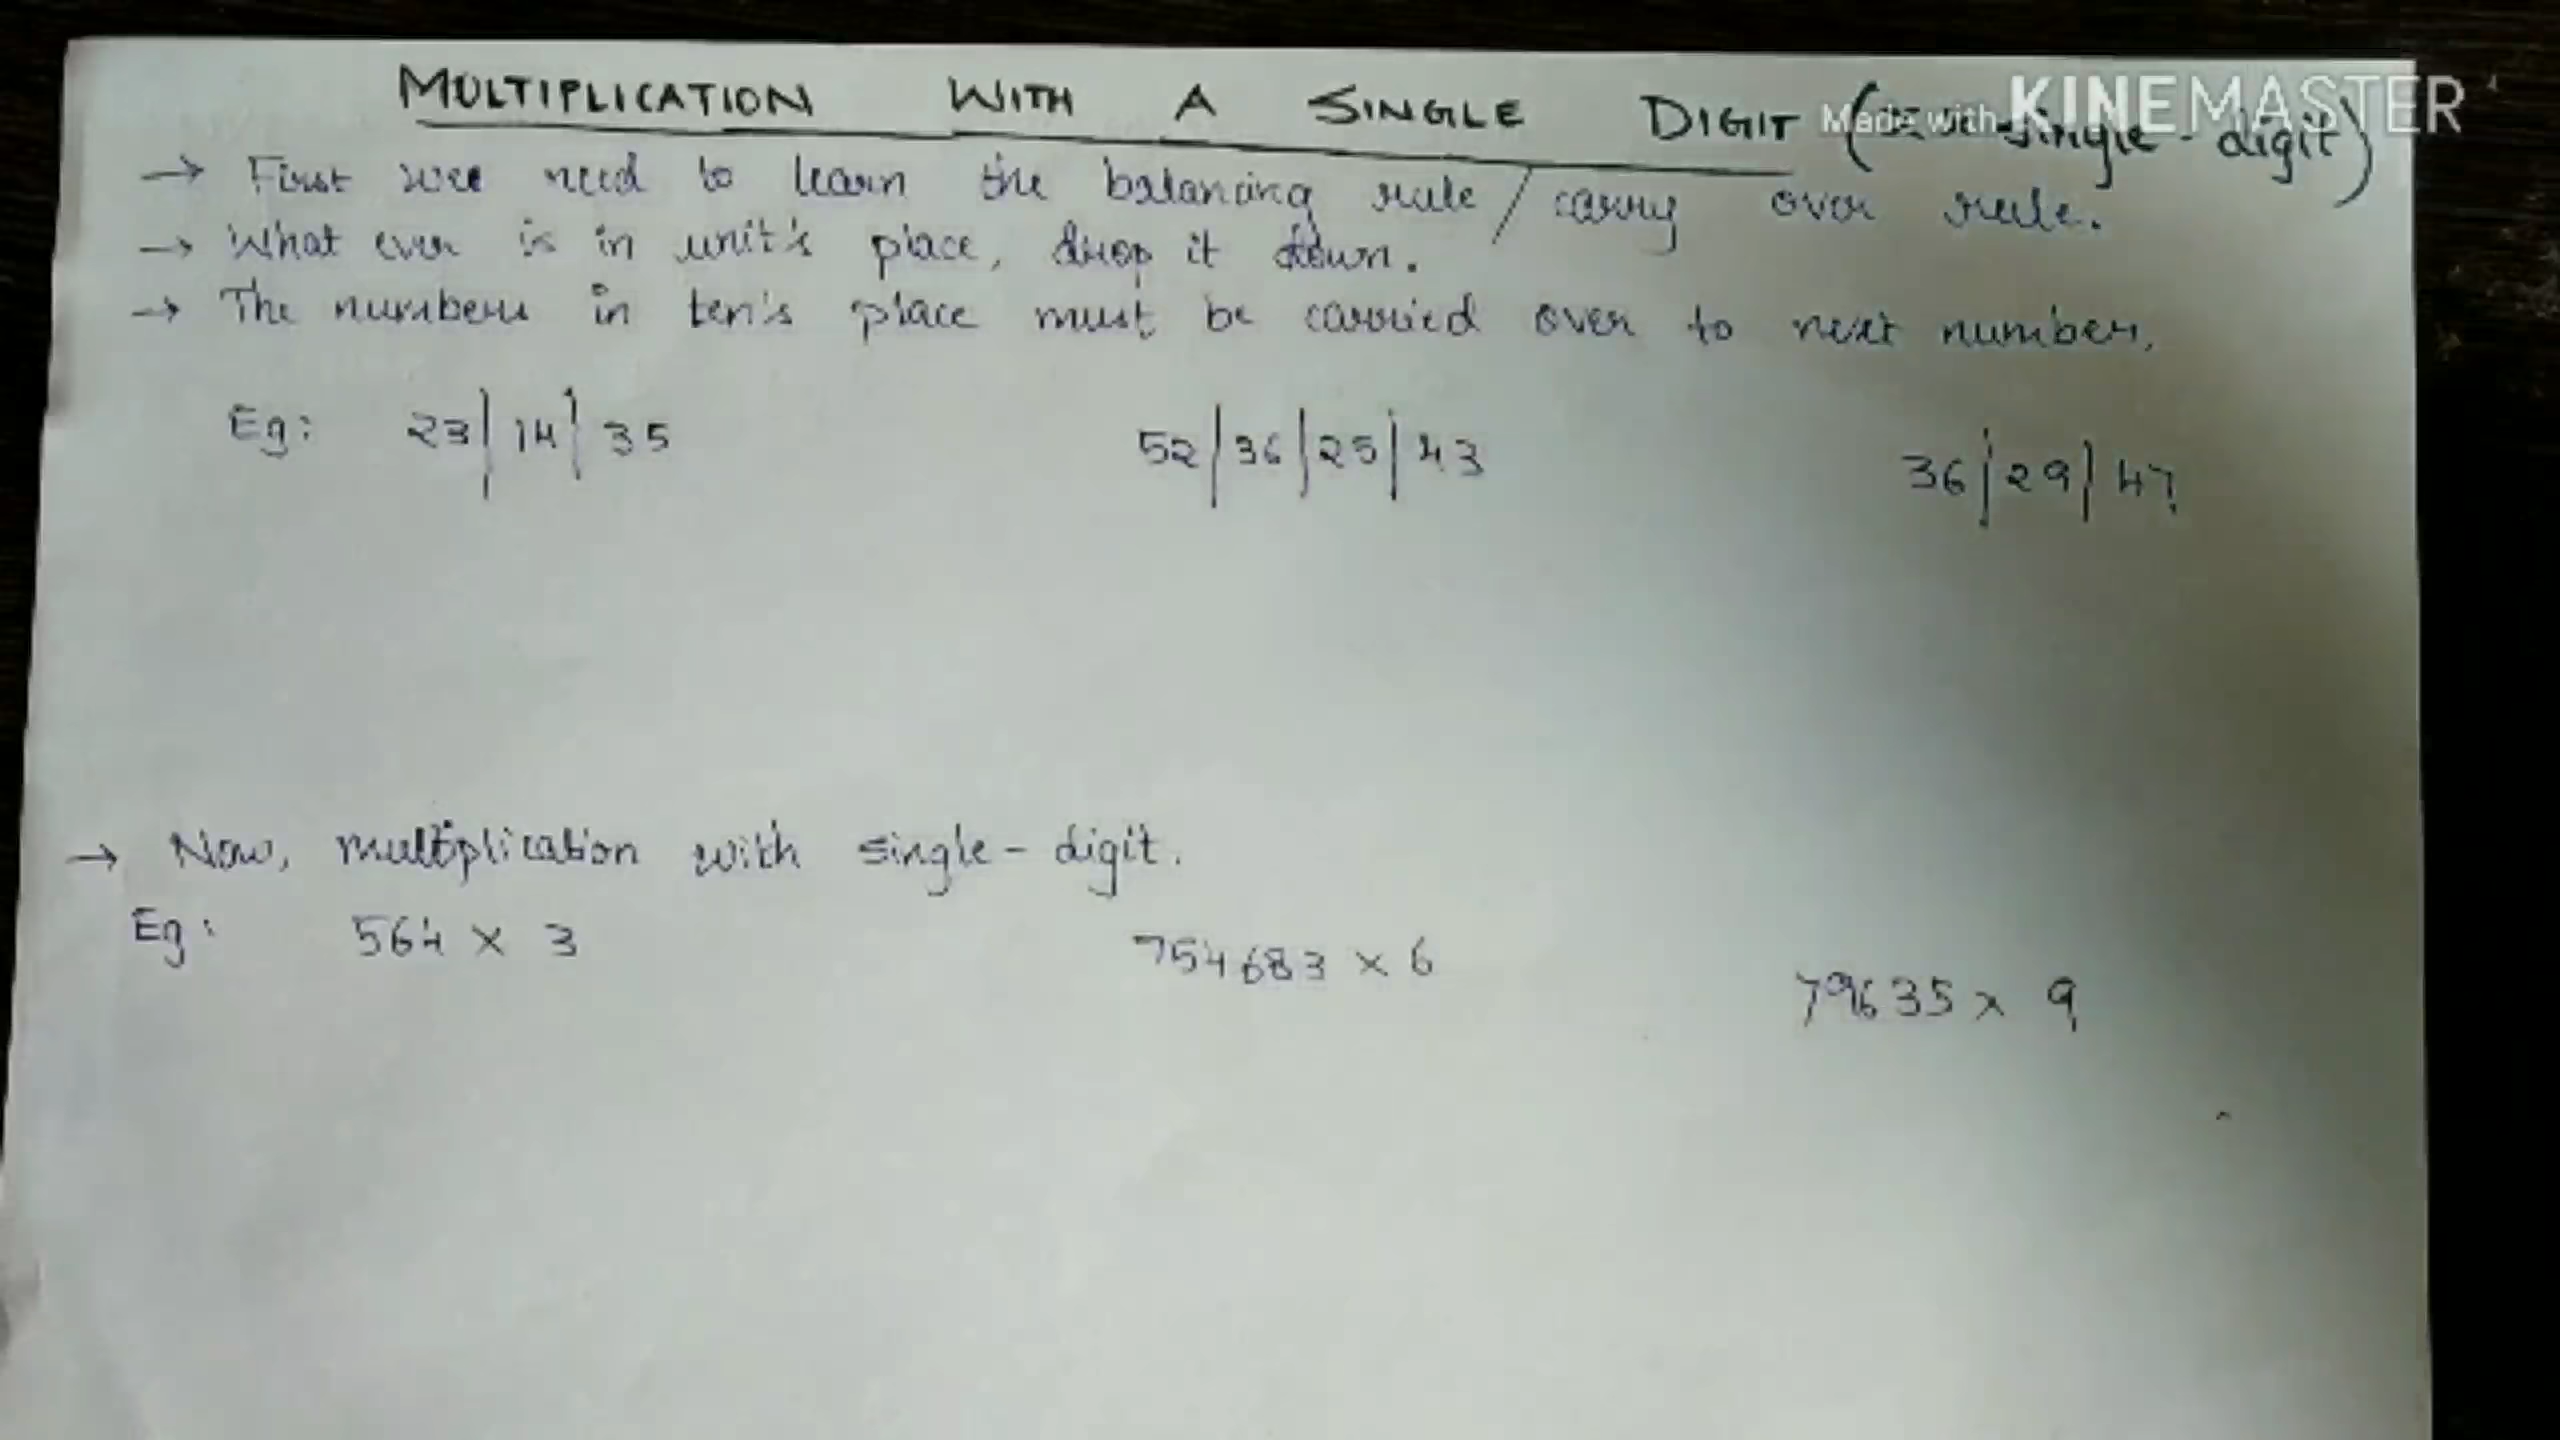 MULTIPLICATION WITH A SINGLE DIGIT ( single-digit)
Made with KINEMASTER
→ First we need to learn the balancing rule / carry over rule.
→ What ever is in unit's place, drop it down.
→ The numbers in ten's place must be carried over to next number.
Eg: 23|14|35 52|36|25|43 36|29|47
→ Now, multiplication with single-digit.
Eg: 564 x 3 754683 x 6 79635 x 9